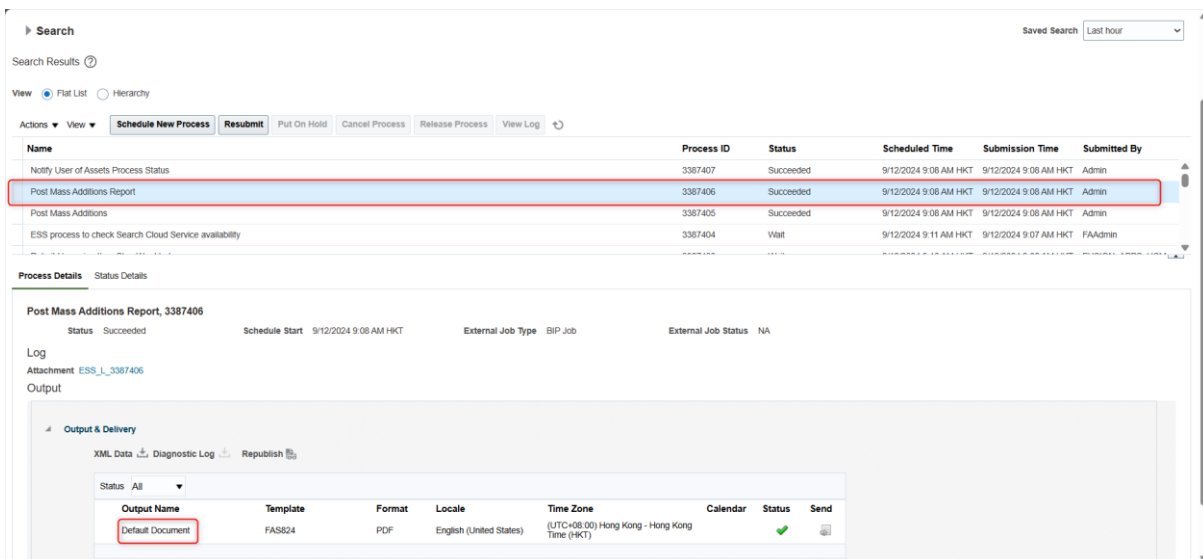 Search
Saved Search Last hour
Search Results
View Flat List Hierarchy
Actions View Schedule New Process Resubmit Put On Hold Cancel Process Release Process View Log
Name Process ID Status Scheduled Time Submission Time Submitted By
Notify User of Assets Process Status 3387407 Succeeded 9/12/2024 9:08 AM HKT 9/12/2024 9:08 AM HKT Admin
Post Mass Additions Report 3387406 Succeeded 9/12/2024 9:08 AM HKT 9/12/2024 9:08 AM HKT Admin
Post Mass Additions 3387405 Succeeded 9/12/2024 9:08 AM HKT 9/12/2024 9:08 AM HKT Admin
ESS process to check Search Cloud Service availability 3387404 Wait 9/12/2024 9:11 AM HKT 9/12/2024 9:07 AM HKT FAAdmin
Process Details Status Details
Post Mass Additions Report, 3387406
Status Succeeded Schedule Start 9/12/2024 9:08 AM HKT External Job Type BIP Job External Job Status NA
Log
Attachment ESS_L_3387406
Output
Output & Delivery
XML Data Diagnostic Log Republish
Status All
Output Name Template Format Locale Time Zone Calendar Status Send
Default Document FAS824 PDF English (United States) (UTC+08:00) Hong Kong - Hong Kong
Time (HKT)